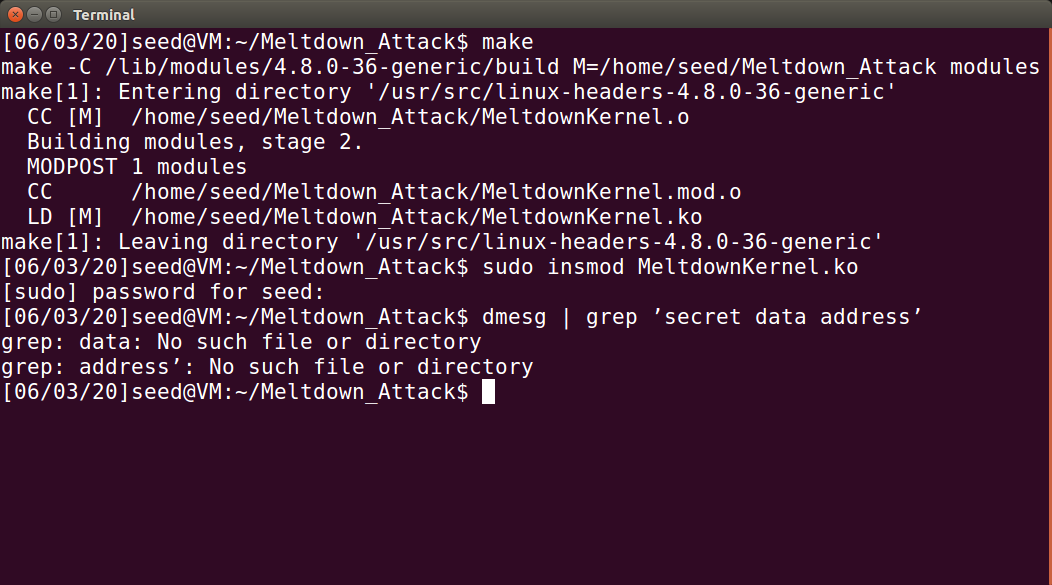 Terminal
[06/03/20]seed@VM:~/Meltdown_Attack$ make
make -C /lib/modules/4.8.0-36-generic/build M=/home/seed/Meltdown_Attack modules
make[1]: Entering directory '/usr/src/linux-headers-4.8.0-36-generic'
  CC [M]  /home/seed/Meltdown_Attack/MeltdownKernel.o
  Building modules, stage 2.
  MODPOST 1 modules
  CC      /home/seed/Meltdown_Attack/MeltdownKernel.mod.o
  LD [M]  /home/seed/Meltdown_Attack/MeltdownKernel.ko
make[1]: Leaving directory '/usr/src/linux-headers-4.8.0-36-generic'
[06/03/20]seed@VM:~/Meltdown_Attack$ sudo insmod MeltdownKernel.ko
[sudo] password for seed:
[06/03/20]seed@VM:~/Meltdown_Attack$ dmesg | grep ’secret data address’
grep: data: No such file or directory
grep: address’: No such file or directory
[06/03/20]seed@VM:~/Meltdown_Attack$